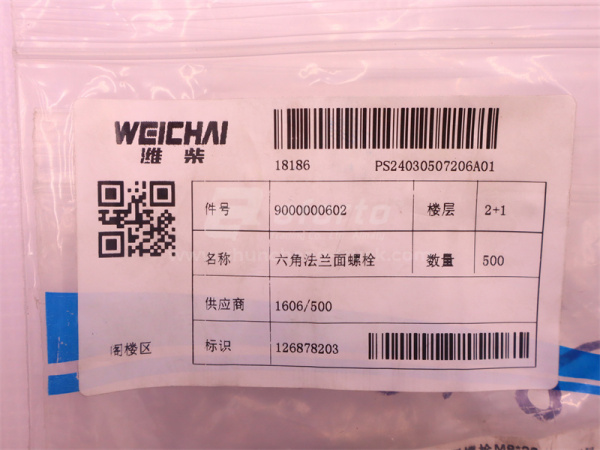 WEICHAI
潍柴
18186 PS24030507206A01
件号 9000000602 楼层 2+1
名称 六角法兰面螺栓 数量 500
供应商 1606/500
阁楼区 标识 126878203